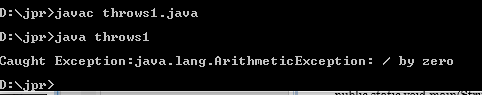 D:\jpr>javac throws1.java
D:\jpr>java throws1
Caught Exception:java.lang.ArithmeticException: / by zero
D:\jpr>